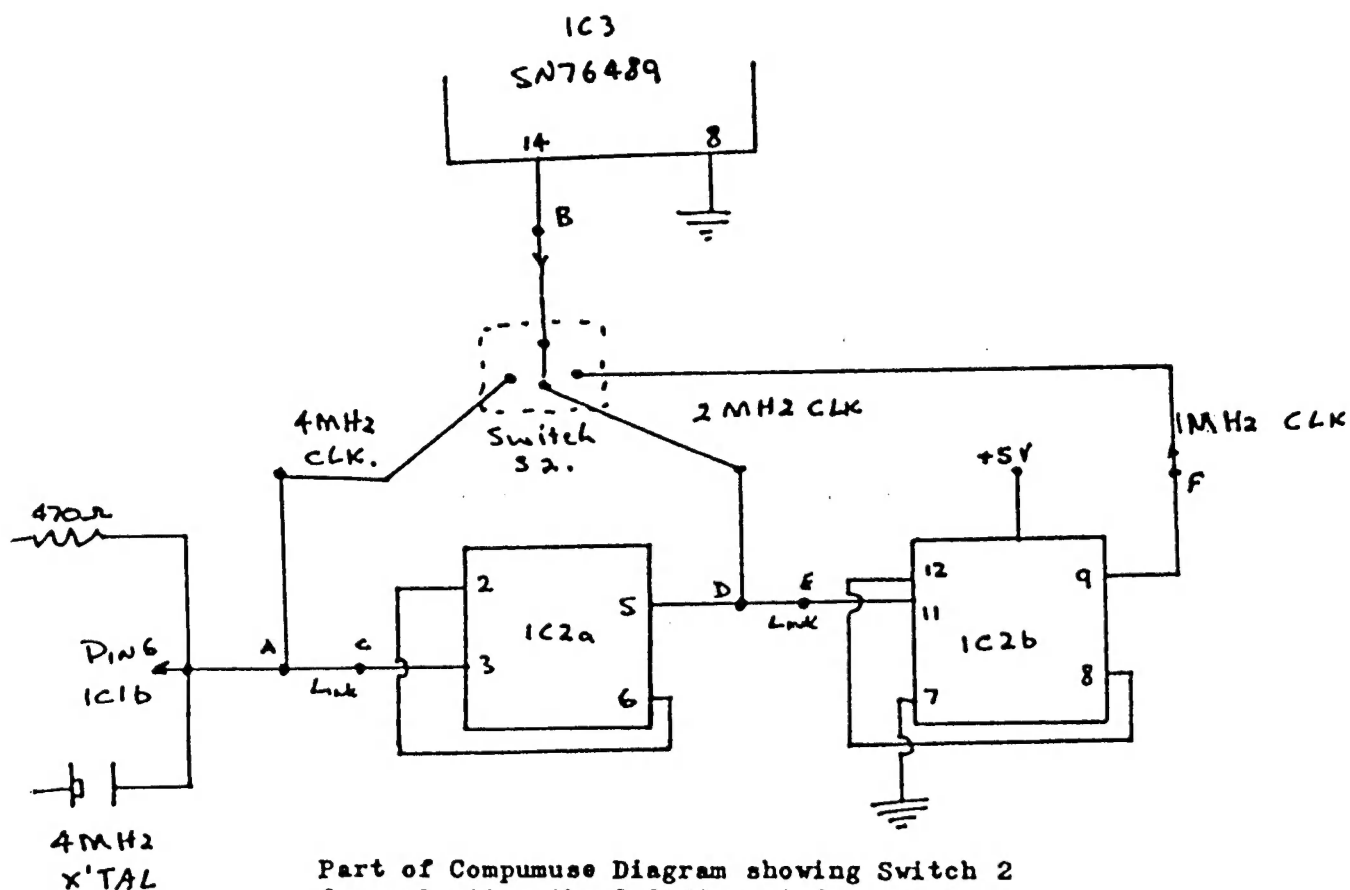 IC3
SN76489
14
8
B
4MHZ
CLK.
Switch
S2.
2 MHZ CLK
1MHZ CLK
+5V
F
470Ω
2
5
D
E
12
9
IC2a
Link
11
PIN 6
A
C
3
IC2b
IC1b
Link
6
7
8
4MHZ
X'TAL
Part of Compumuse Diagram showing Switch 2